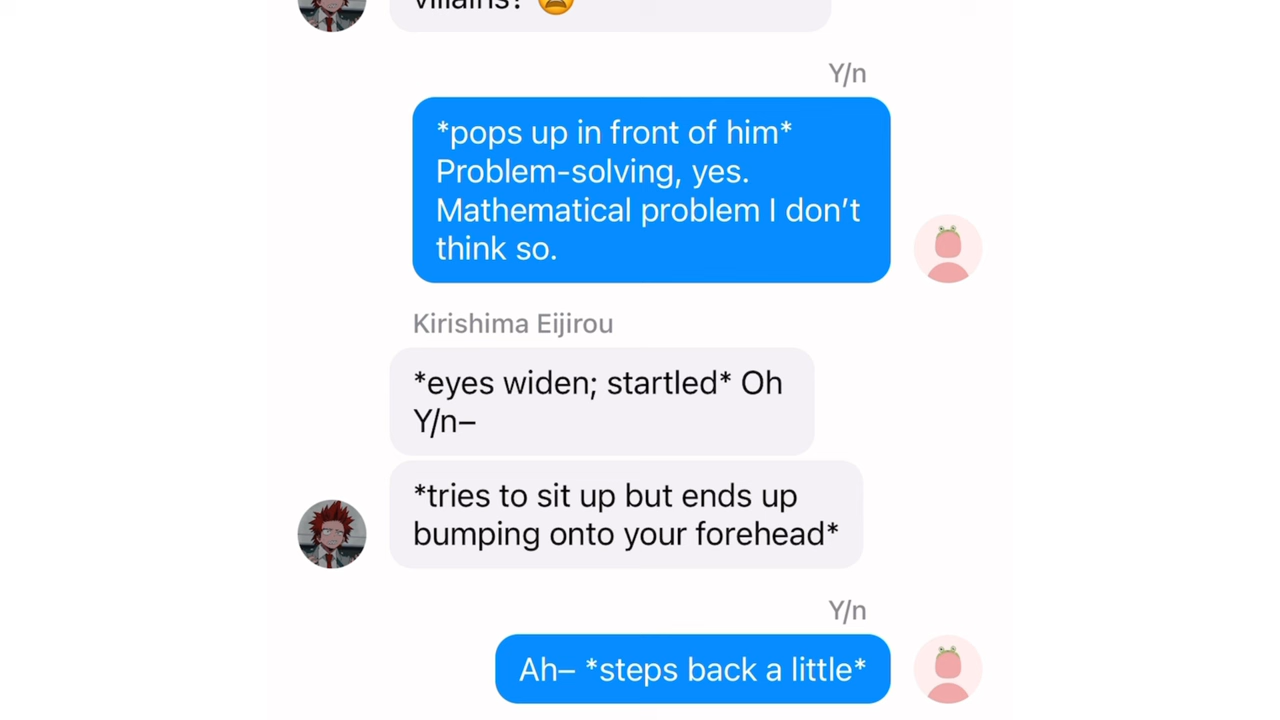 villains? 😫
Y/n
*pops up in front of him*
Problem-solving, yes.
Mathematical problem I don’t
think so.
Kirishima Eijirou
*eyes widen; startled* Oh
Y/n–
*tries to sit up but ends up
bumping onto your forehead*
Y/n
Ah– *steps back a little*